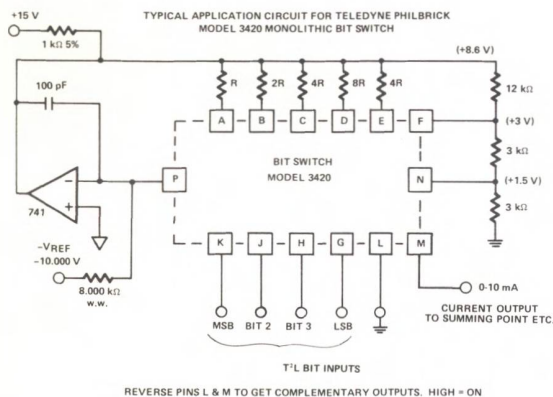 TYPICAL APPLICATION CIRCUIT FOR TELEDYNE PHILBRICK
MODEL 3420 MONOLITHIC BIT SWITCH
+15 V
1 kΩ 5%
(+8.6 V)
100 pF
R
2R
4R
8R
4R
12 kΩ
A
B
C
D
E
F
(+3 V)
BIT SWITCH
MODEL 3420
3 kΩ
P
N
(+1.5 V)
−
+
741
3 kΩ
K
J
H
G
L
M
−VREF
−10.000 V
8.000 kΩ
w.w.
0-10 mA
MSB
BIT 2
BIT 3
LSB
CURRENT OUTPUT
TO SUMMING POINT ETC.
T²L BIT INPUTS
REVERSE PINS L & M TO GET COMPLEMENTARY OUTPUTS. HIGH = ON